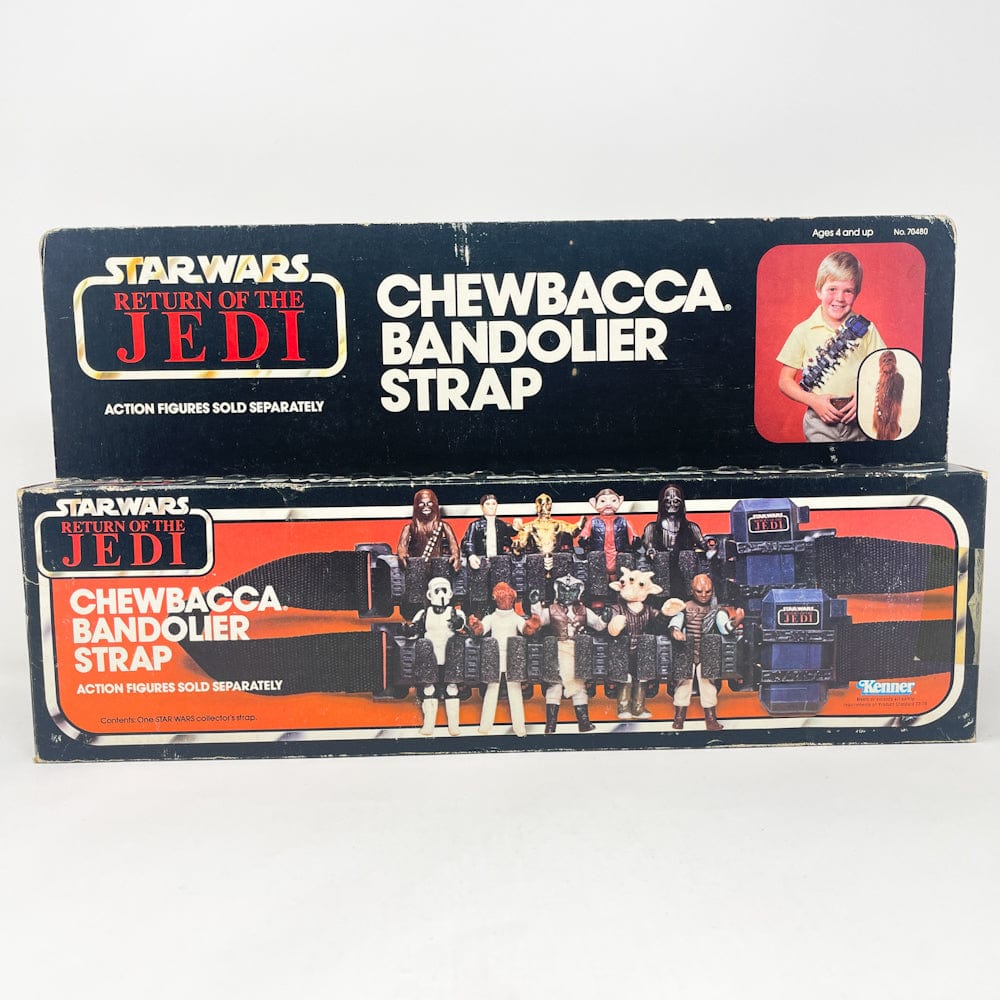 STAR WARS
RETURN OF THE
JEDI
ACTION FIGURES SOLD SEPARATELY
CHEWBACCA®
BANDOLIER
STRAP
Ages 4 and up No. 70480
STAR WARS
RETURN OF THE
JEDI
CHEWBACCA®
BANDOLIER
STRAP
ACTION FIGURES SOLD SEPARATELY
Contents: One STAR WARS collector's strap.
JEDI
STAR WARS
JEDI
Kenner